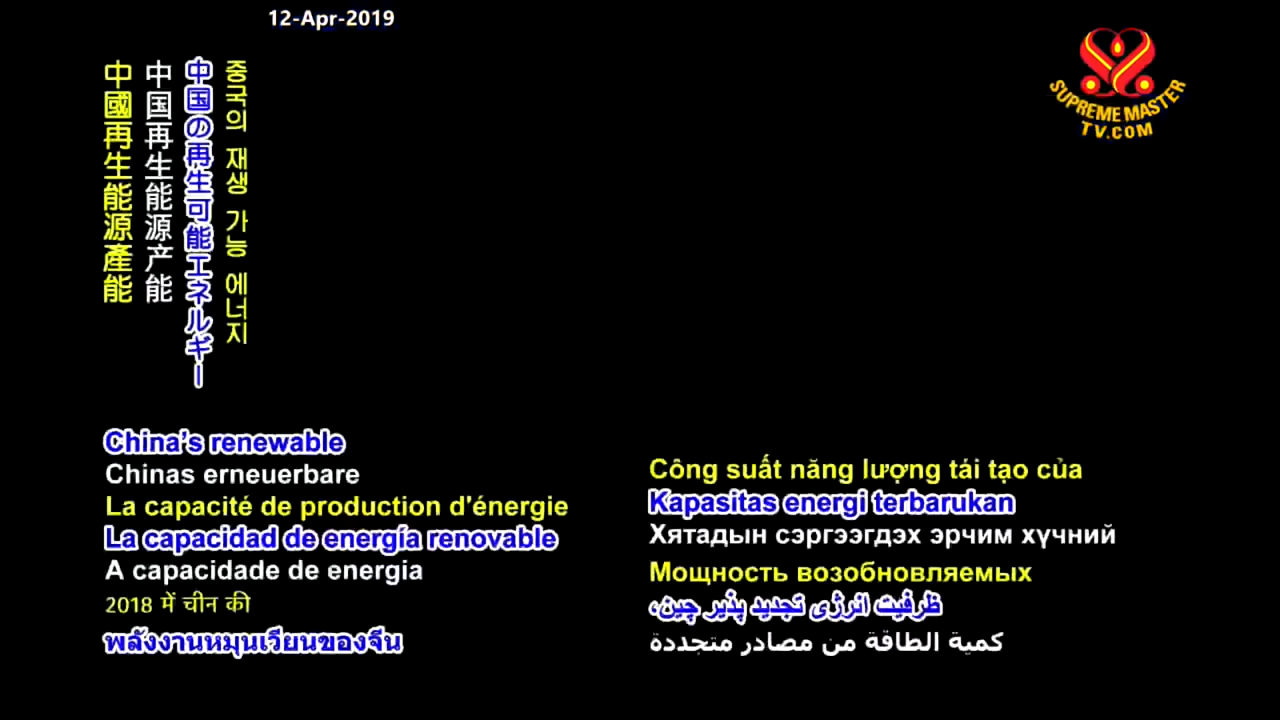 12-Apr-2019
SUPREME MASTER
TV.COM
中國再生能源產能
中国再生能源产能
中国の再生可能エネルギー
중국의 재생 가능 에너지
China's renewable
Chinas erneuerbare
La capacité de production d'énergie
La capacidad de energía renovable
A capacidade de energia
2018 में चीन की
พลังงานหมุนเวียนของจีน
Công suất năng lượng tái tạo của
Kapasitas energi terbarukan
Хятадын сэргээгдэх эрчим хүчний
Мощность возобновляемых
ظرفیت انرژی تجدید پذیر چین،
كمية الطاقة من مصادر متجددة